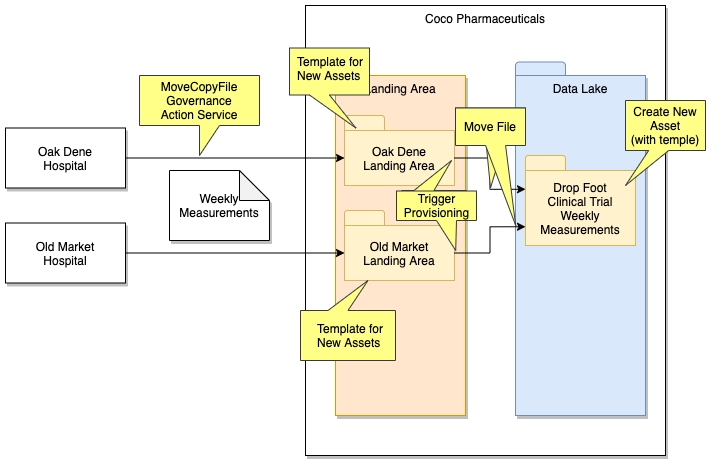 Coco Pharmaceuticals
Template for
New Assets
MoveCopyFile
Governance
Action Service
Landing Area
Data Lake
Move File
Create New
Asset
(with temple)
Oak Dene
Hospital
Oak Dene
Landing Area
Weekly
Measurements
Trigger
Provisioning
Drop Foot
Clinical Trial
Weekly
Measurements
Old Market
Hospital
Old Market
Landing Area
Template for
New Assets